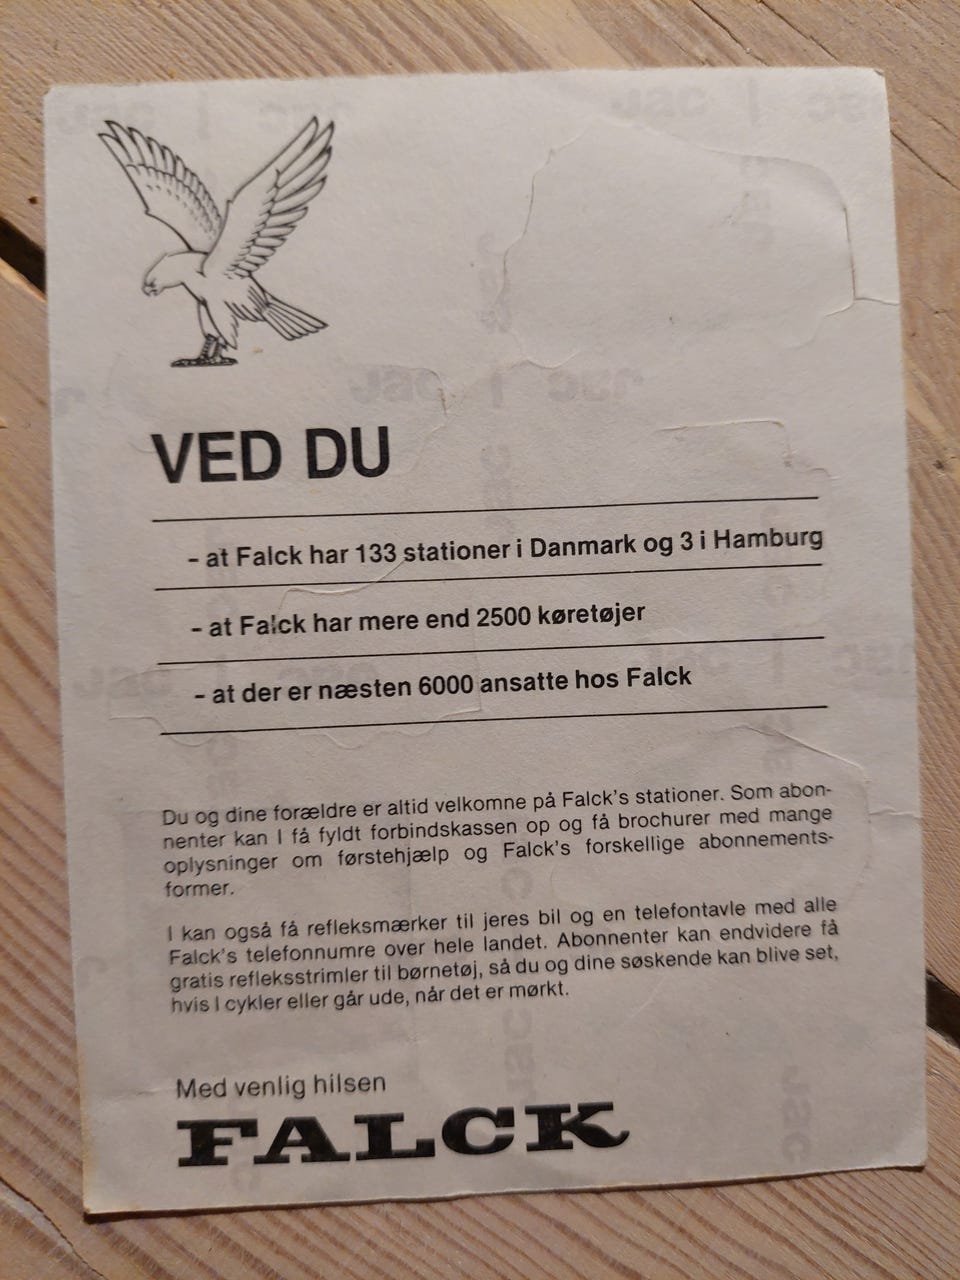 VED DU
- at Falck har 133 stationer i Danmark og 3 i Hamburg
- at Falck har mere end 2500 køretøjer
- at der er næsten 6000 ansatte hos Falck
Du og dine forældre er altid velkomne på Falck's stationer. Som abon-
nenter kan I få fyldt forbindskassen op og få brochurer med mange
oplysninger om førstehjælp og Falck's forskellige abonnements-
former.
I kan også få refleksmærker til jeres bil og en telefontavle med alle
Falck's telefonnumre over hele landet. Abonnenter kan endvidere få
gratis refleksstrimler til børnetøj, så du og dine søskende kan blive set,
hvis I cykler eller går ude, når det er mørkt.
Med venlig hilsen
FALCK